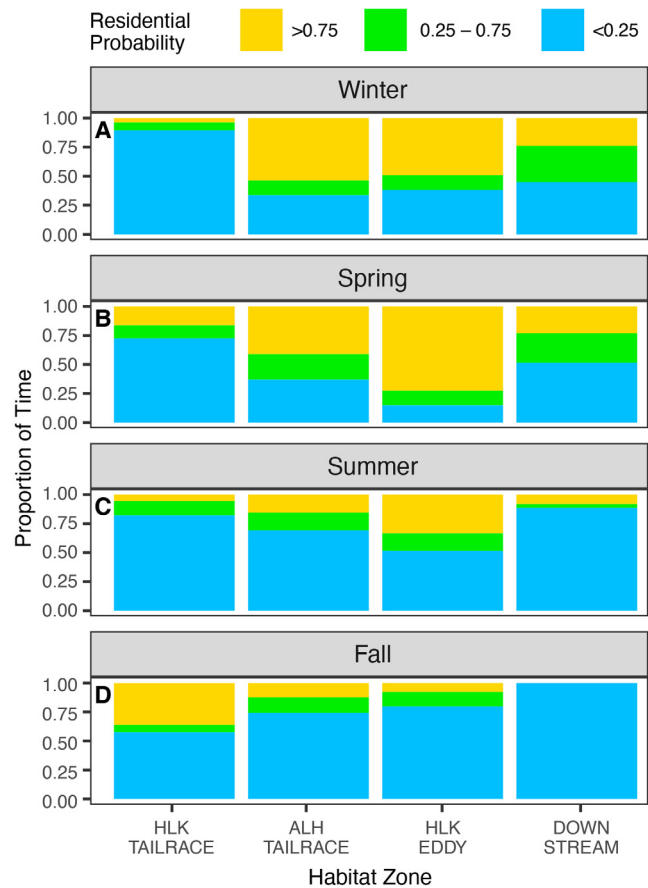 Residential
Probability
>0.75
0.25 – 0.75
<0.25
Winter
A
1.00
0.75
0.50
0.25
0.00
Spring
B
1.00
0.75
0.50
0.25
0.00
Summer
C
1.00
0.75
0.50
0.25
0.00
Fall
D
1.00
0.75
0.50
0.25
0.00
Proportion of Time
HLK
TAILRACE
ALH
TAILRACE
HLK
EDDY
DOWN
STREAM
Habitat Zone